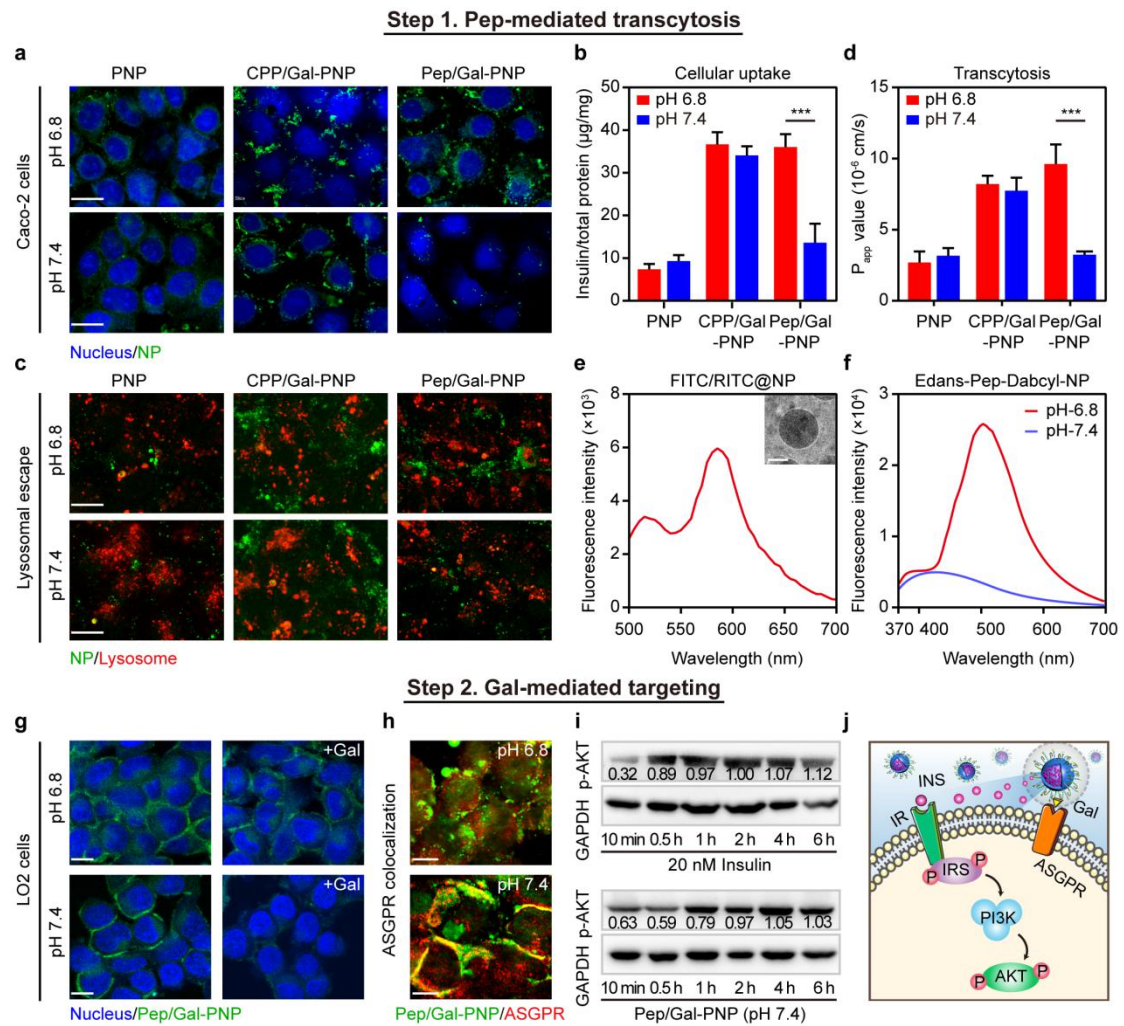 Step 1. Pep-mediated transcytosis
a
PNP
CPP/Gal-PNP
Pep/Gal-PNP
Caco-2 cells
pH 6.8
pH 7.4
Nucleus/NP
b
Cellular uptake
pH 6.8
pH 7.4
***
Insulin/total protein (μg/mg)
50
40
30
20
10
0
PNP
CPP/Gal
-PNP
Pep/Gal
-PNP
d
Transcytosis
pH 6.8
pH 7.4
***
Papp value (10-6 cm/s)
15
10
5
0
PNP
CPP/Gal
-PNP
Pep/Gal
-PNP
c
PNP
CPP/Gal-PNP
Pep/Gal-PNP
Lysosomal escape
pH 6.8
pH 7.4
NP/Lysosome
e
FITC/RITC@NP
Fluorescence intensity (×10³)
8
6
4
2
0
500 550 600 650 700
Wavelength (nm)
f
Edans-Pep-Dabcyl-NP
pH-6.8
pH-7.4
Fluorescence intensity (×10⁴)
3
2
1
0
370 400 500 600 700
Wavelength (nm)
Step 2. Gal-mediated targeting
g
LO2 cells
pH 6.8
+Gal
pH 7.4
+Gal
Nucleus/Pep/Gal-PNP
h
ASGPR colocalization
pH 6.8
pH 7.4
Pep/Gal-PNP/ASGPR
i
p-AKT
0.32 0.89 0.97 1.00 1.07 1.12
GAPDH
10 min 0.5 h 1 h 2 h 4 h 6 h
20 nM Insulin
p-AKT
0.63 0.59 0.79 0.97 1.05 1.03
GAPDH
10 min 0.5 h 1 h 2 h 4 h 6 h
Pep/Gal-PNP (pH 7.4)
j
INS
IR
Gal
ASGPR
P
IRS
P
PI3K
P
AKT
P